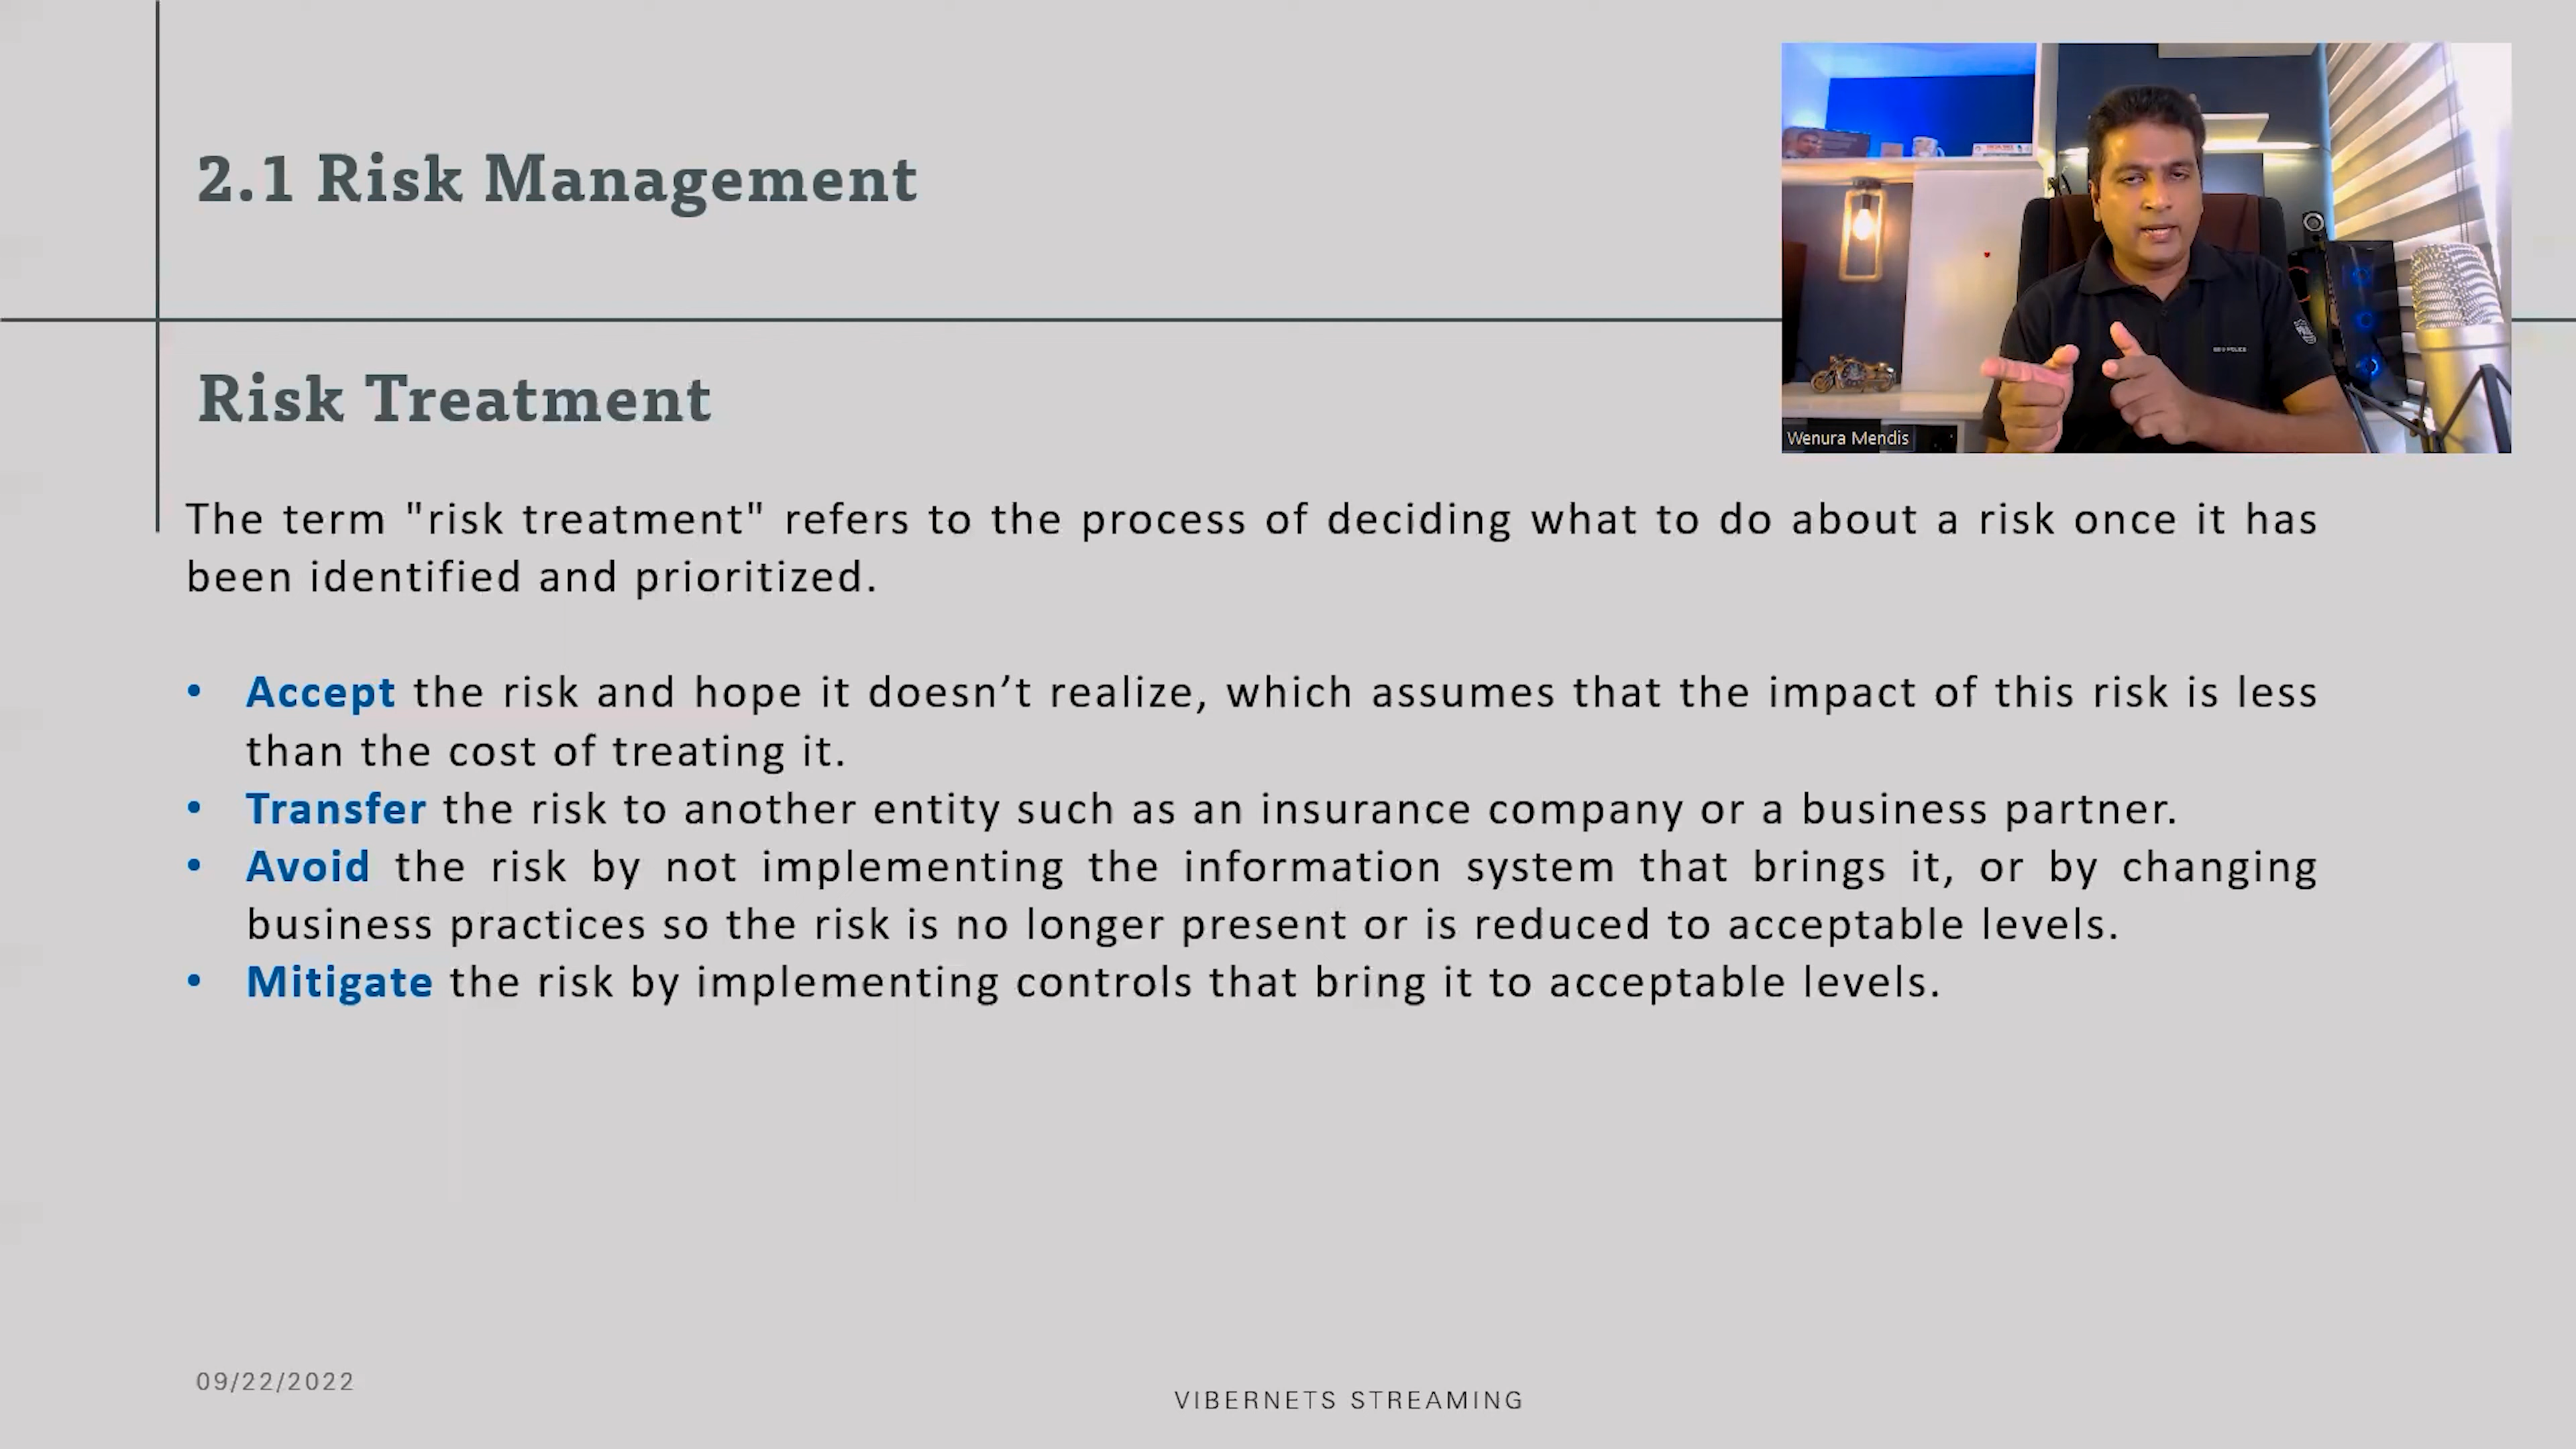 2.1 Risk Management
Wenura Mendis
Risk Treatment
The term "risk treatment" refers to the process of deciding what to do about a risk once it has
been identified and prioritized.
• Accept the risk and hope it doesn’t realize, which assumes that the impact of this risk is less
than the cost of treating it.
• Transfer the risk to another entity such as an insurance company or a business partner.
• Avoid the risk by not implementing the information system that brings it, or by changing
business practices so the risk is no longer present or is reduced to acceptable levels.
• Mitigate the risk by implementing controls that bring it to acceptable levels.
09/22/2022
VIBERNETS STREAMING